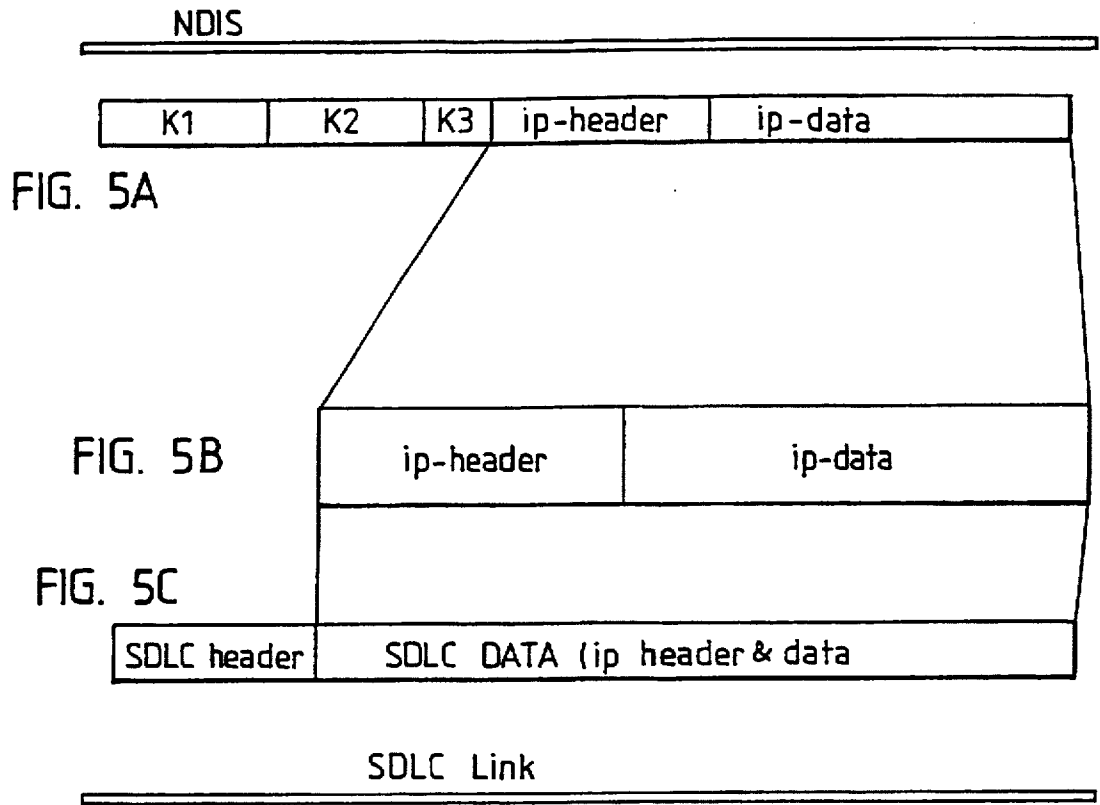 NDIS
K1 K2 K3 ip-header ip-data
FIG. 5A
FIG. 5B
ip-header ip-data
FIG. 5C
SDLC header SDLC DATA (ip header & data
SDLC Link